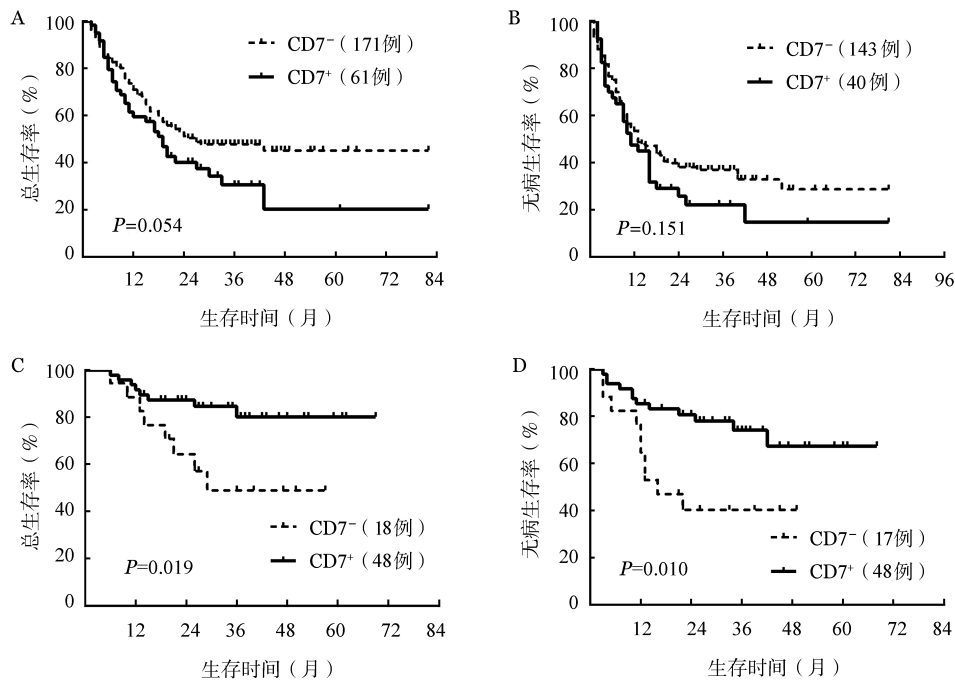 A
总生存率（%）
100
80
60
40
20
0
CD7⁻（171例）
CD7⁺（61例）
P=0.054
12 24 36 48 60 72 84
生存时间（月）
B
无病生存率（%）
100
80
60
40
20
0
CD7⁻（143例）
CD7⁺（40例）
P=0.151
12 24 36 48 60 72 84 96
生存时间（月）
C
总生存率（%）
100
80
60
40
20
0
CD7⁻（18例）
CD7⁺（48例）
P=0.019
12 24 36 48 60 72 84
生存时间（月）
D
无病生存率（%）
100
80
60
40
20
0
CD7⁻（17例）
CD7⁺（48例）
P=0.010
12 24 36 48 60 72 84
生存时间（月）